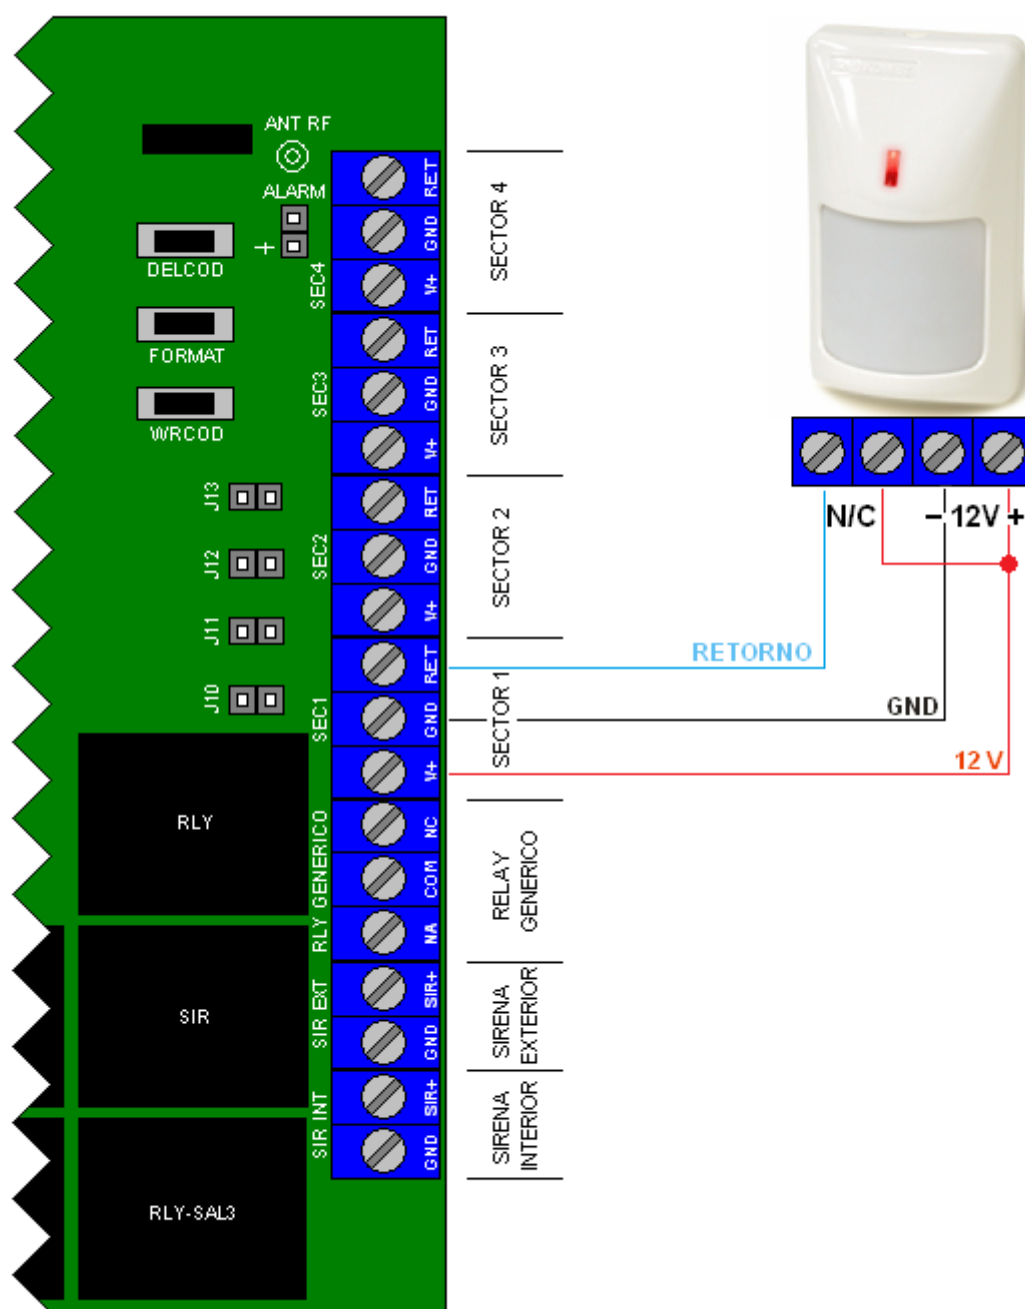 ANT RF
ALARM
+
DELCOD
FORMAT
WRCOD
J13
J12
J11
J10
RLY
SIR
RLY-SAL3
SEC4
SEC3
SEC2
SEC1
RLY GENERICO
SIR EXT
SIR INT
RET
GND
V+
RET
GND
V+
RET
GND
V+
RET
GND
V+
NC
COM
NA
SIR+
GND
SIR+
GND
SECTOR 4
SECTOR 3
SECTOR 2
SECTOR 1
RELAY
GENERICO
SIRENA
EXTERIOR
SIRENA
INTERIOR
N/C
– 12V +
RETORNO
GND
12 V